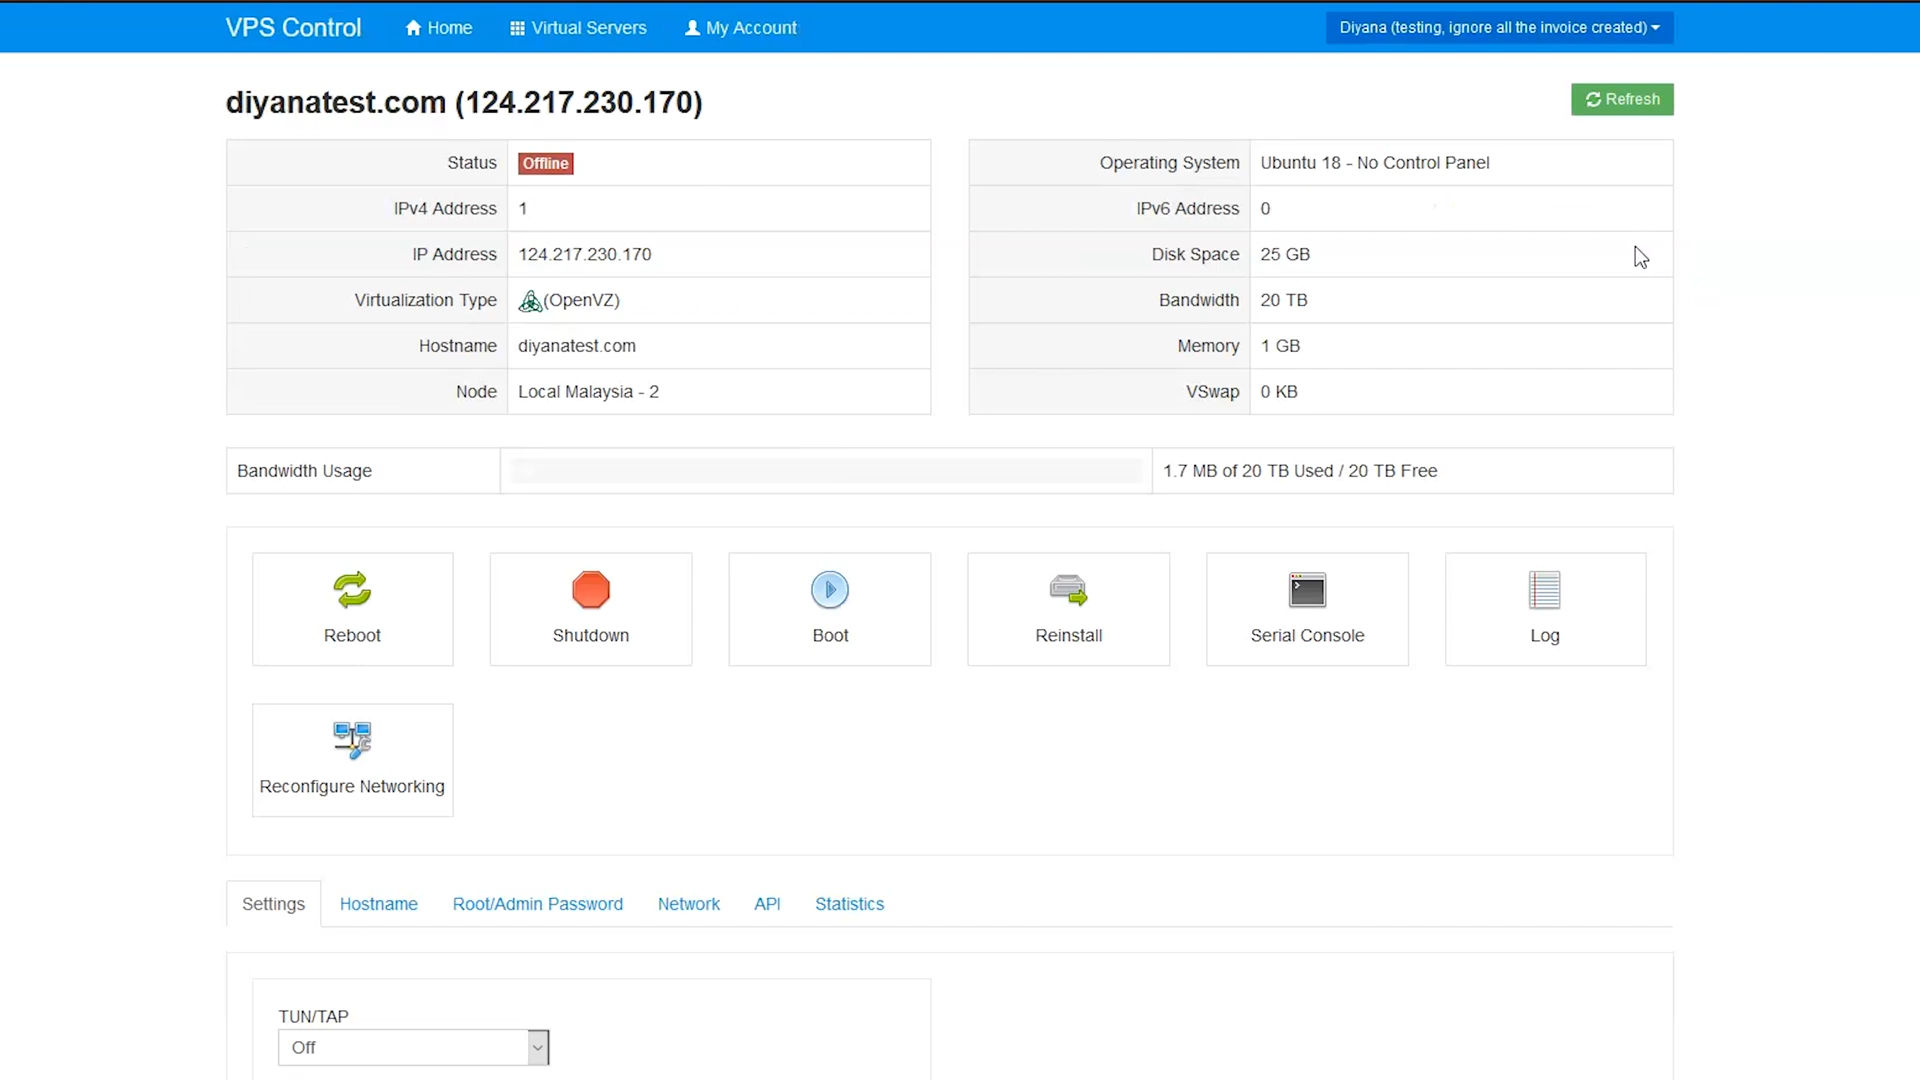 VPS Control Home Virtual Servers My Account Diyana (testing, ignore all the invoice created)
diyanatest.com (124.217.230.170) Refresh
Status Offline Operating System Ubuntu 18 - No Control Panel
IPv4 Address 1 IPv6 Address 0
IP Address 124.217.230.170 Disk Space 25 GB
Virtualization Type (OpenVZ) Bandwidth 20 TB
Hostname diyanatest.com Memory 1 GB
Node Local Malaysia - 2 VSwap 0 KB
Bandwidth Usage 1.7 MB of 20 TB Used / 20 TB Free
Reboot Shutdown Boot Reinstall Serial Console Log
Reconfigure Networking
Settings Hostname Root/Admin Password Network API Statistics
TUN/TAP
Off